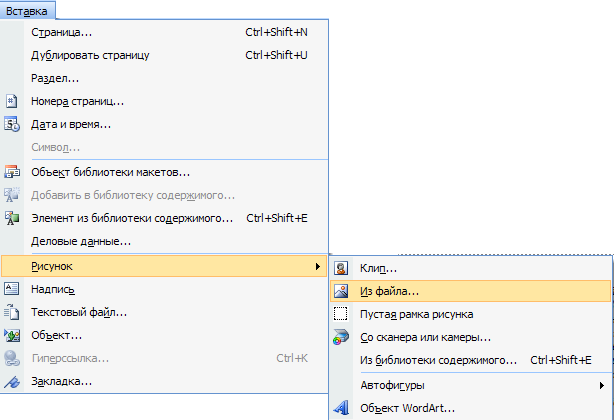 Вставка
Страница... Ctrl+Shift+N
Дублировать страницу Ctrl+Shift+U
Раздел...
Номера страниц...
Дата и время...
Символ...
Объект библиотеки макетов...
Добавить в библиотеку содержимого...
Элемент из библиотеки содержимого... Ctrl+Shift+E
Деловые данные...
Рисунок
Надпись
Текстовый файл...
Объект...
Гиперссылка... Ctrl+K
Закладка...
Клип...
Из файла...
Пустая рамка рисунка
Со сканера или камеры...
Из библиотеки содержимого... Ctrl+Shift+E
Автофигуры
Объект WordArt...